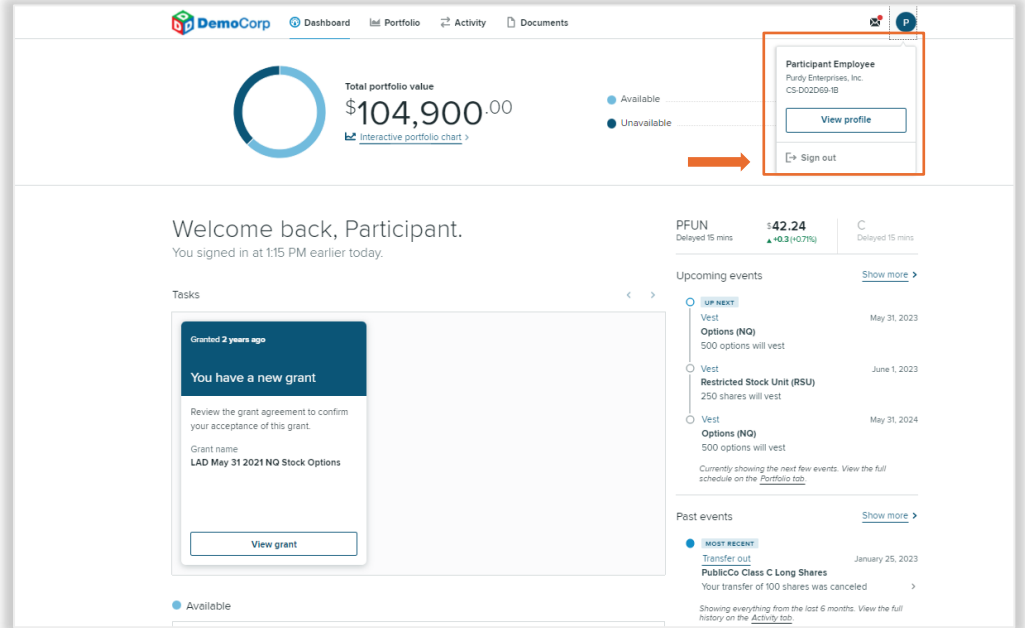 DemoCorp
Dashboard
Portfolio
Activity
Documents
P
Participant Employee
Purdy Enterprises, Inc.
CS-D02D69-1B
View profile
Sign out
Total portfolio value
$104,900.00
Interactive portfolio chart >
Available
Unavailable
Welcome back, Participant.
You signed in at 1:15 PM earlier today.
Tasks
< >
Granted 2 years ago
You have a new grant
Review the grant agreement to confirm
your acceptance of this grant.
Grant name
LAD May 31 2021 NQ Stock Options
View grant
Available
PFUN
Delayed 15 mins
$42.24
▲ +0.3 (+0.71%)
C
Delayed 15 mins
Upcoming events
Show more >
UP NEXT
Vest May 31, 2023
Options (NQ)
500 options will vest
Vest June 1, 2023
Restricted Stock Unit (RSU)
250 shares will vest
Vest May 31, 2024
Options (NQ)
500 options will vest
Currently showing the next few events. View the full
schedule on the Portfolio tab.
Past events
Show more >
MOST RECENT
Transfer out January 25, 2023
PublicCo Class C Long Shares
Your transfer of 100 shares was canceled >
Showing everything from the last 6 months. View the full
history on the Activity tab.